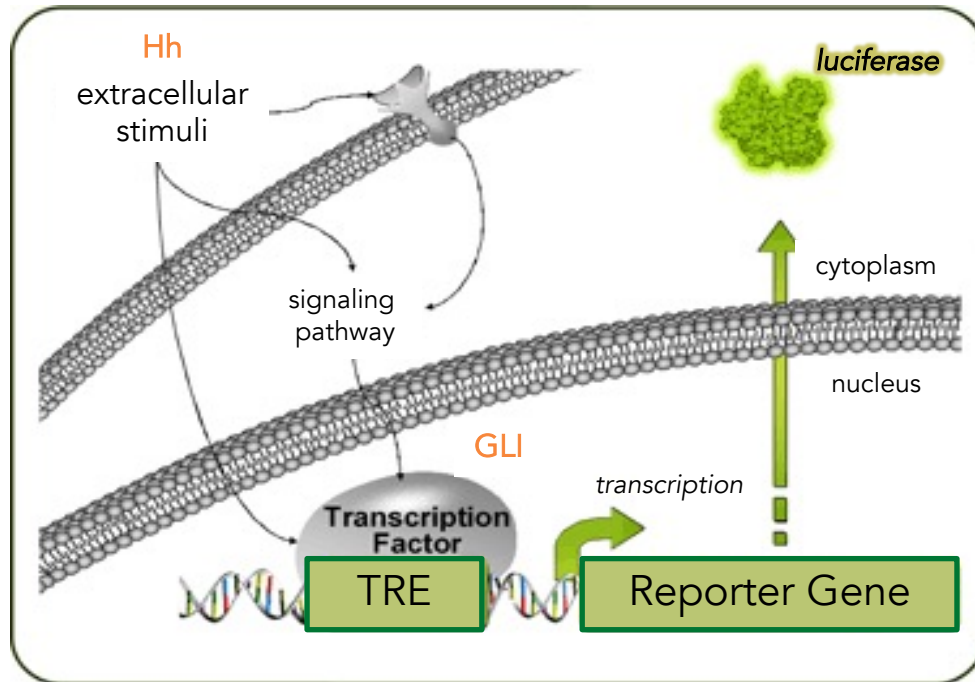 Hh
extracellular
stimuli
luciferase
signaling
pathway
cytoplasm
nucleus
GLI
transcription
Transcription
Factor
TRE
Reporter Gene